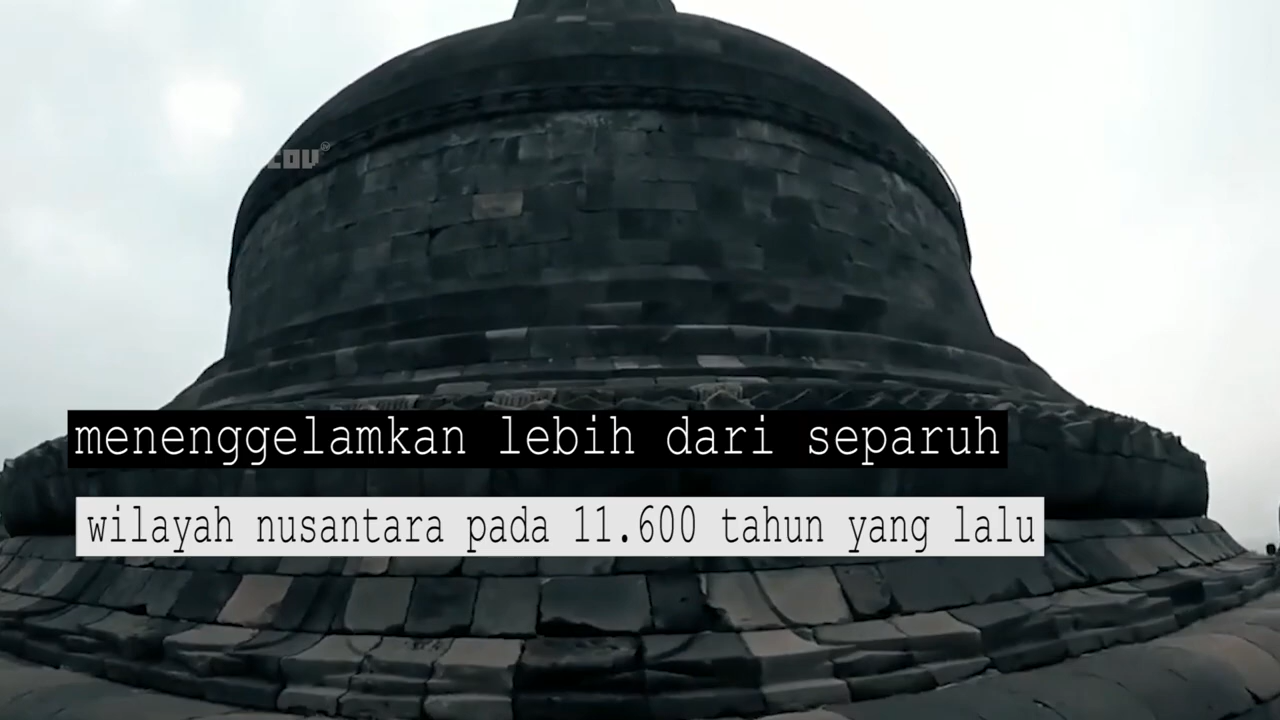 menenggelamkan lebih dari separuh
wilayah nusantara pada 11.600 tahun yang lalu